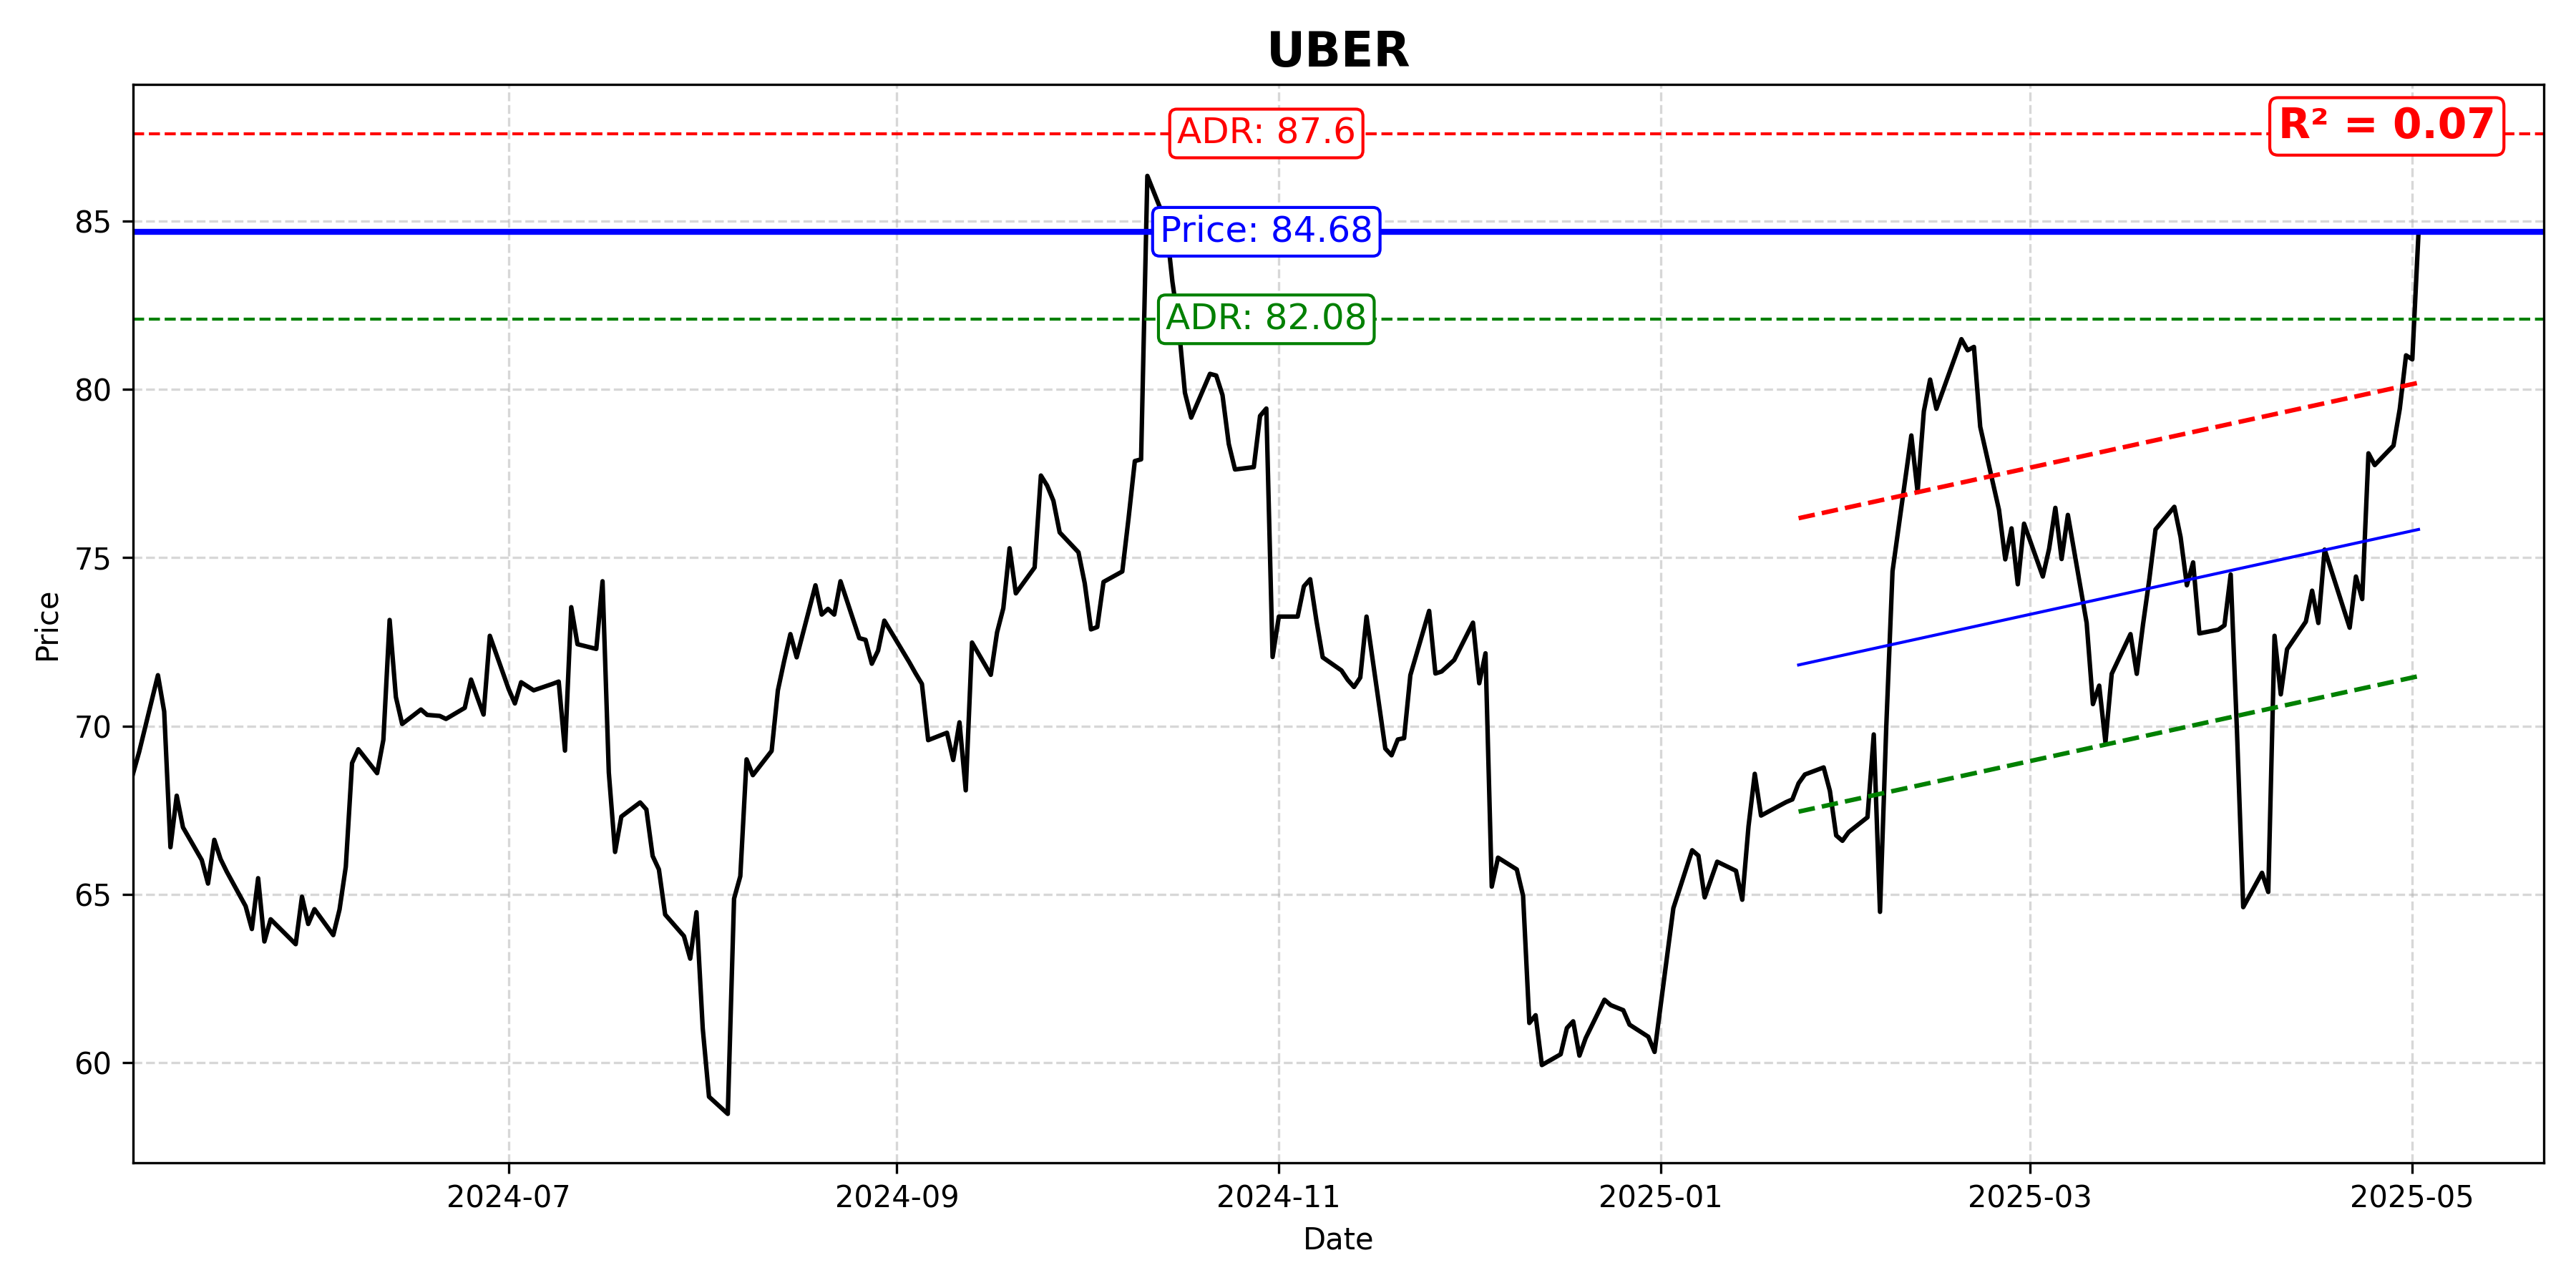 UBER
ADR: 87.6
R² = 0.07
Price: 84.68
ADR: 82.08
85
80
75
70
65
60
Price
2024-07
2024-09
2024-11
2025-01
2025-03
2025-05
Date